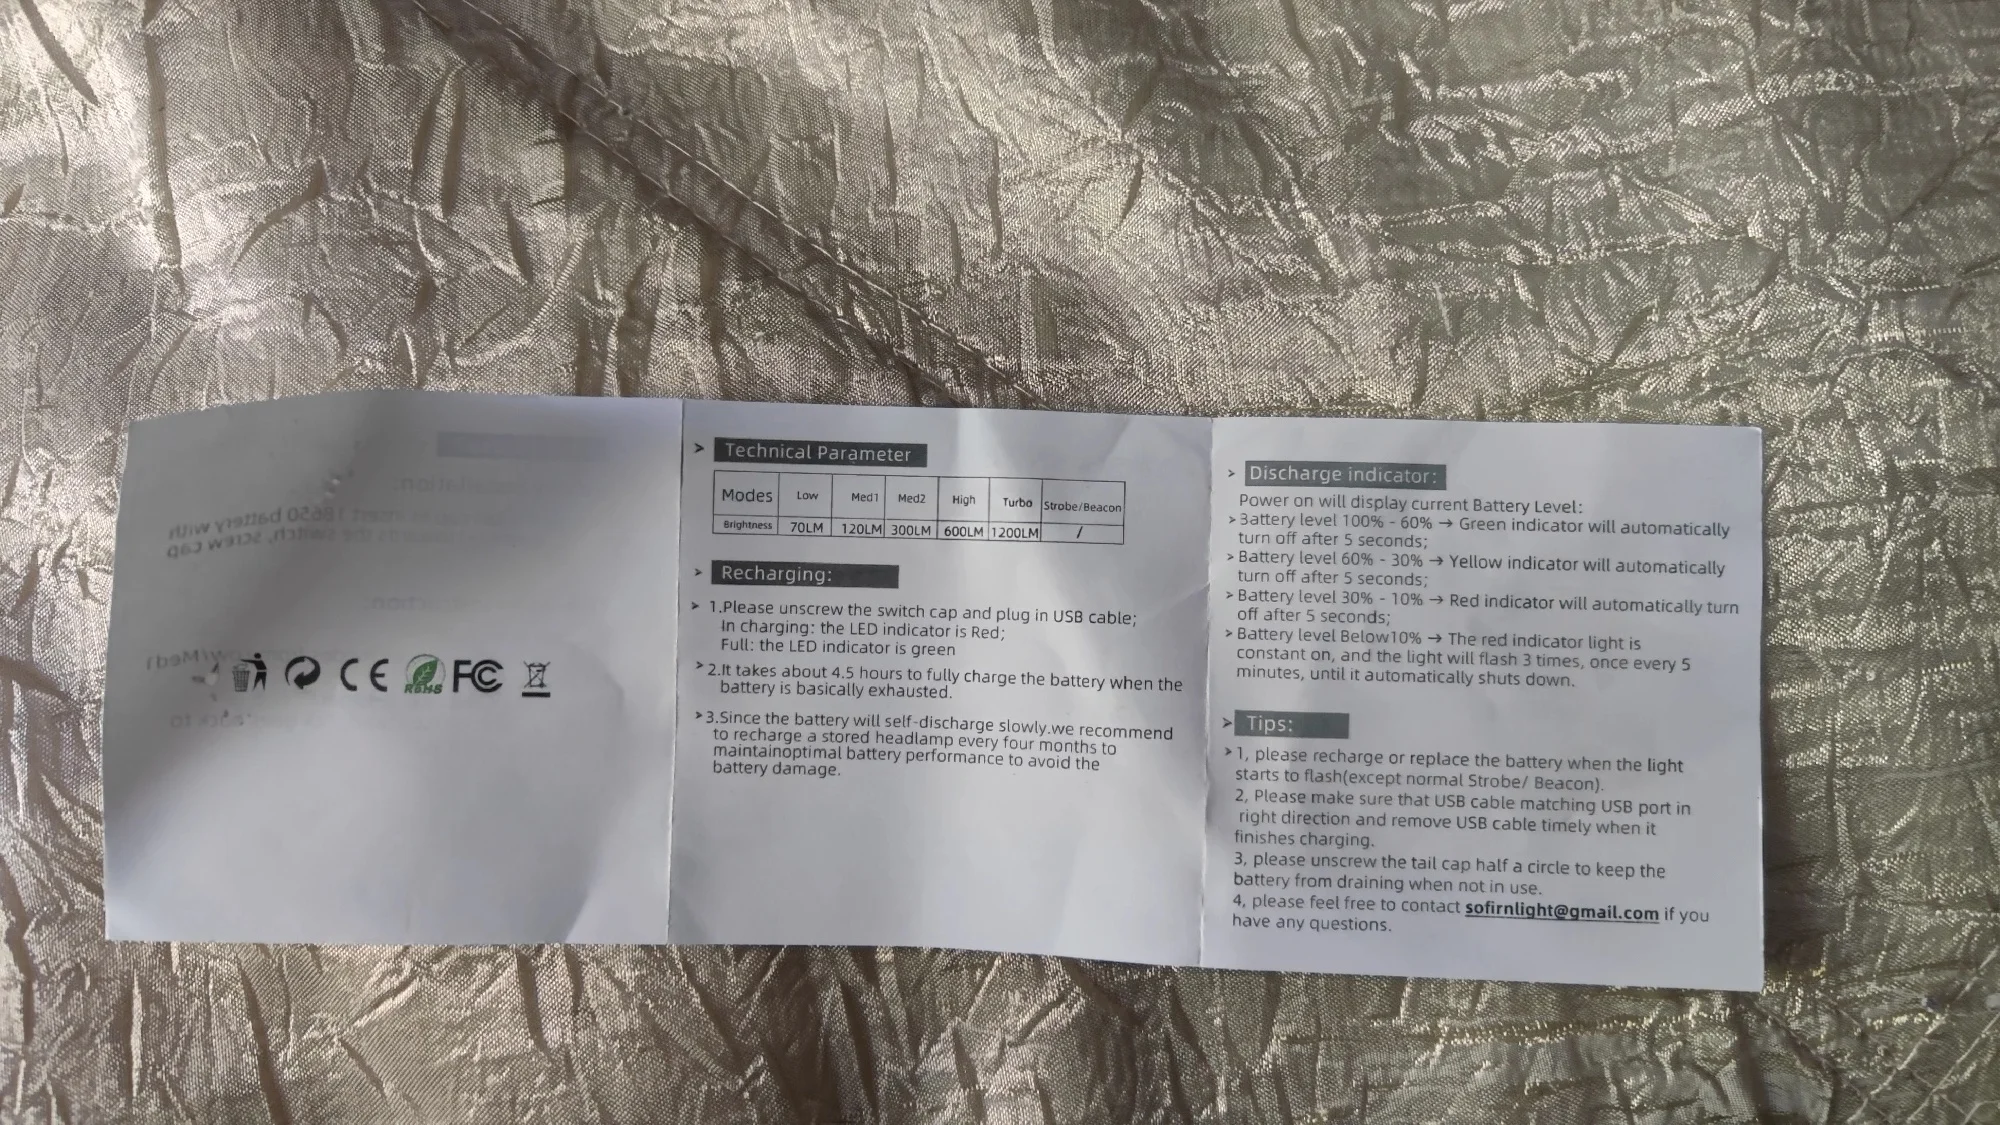 RoHS
CE
FC
> Technical Parameter
Modes Low Med1 Med2 High Turbo Strobe/Beacon
Brightness 70LM 120LM 300LM 600LM 1200LM /
> Recharging:
> 1.Please unscrew the switch cap and plug in USB cable;
In charging: the LED indicator is Red;
Full: the LED indicator is green
> 2.It takes about 4.5 hours to fully charge the battery when the
battery is basically exhausted.
> 3.Since the battery will self-discharge slowly.we recommend
to recharge a stored headlamp every four months to
maintainoptimal battery performance to avoid the
battery damage.
> Discharge indicator:
Power on will display current Battery Level:
> Battery level 100% - 60% → Green indicator will automatically
turn off after 5 seconds;
> Battery level 60% - 30% → Yellow indicator will automatically
turn off after 5 seconds;
> Battery level 30% - 10% → Red indicator will automatically turn
off after 5 seconds;
> Battery level Below10% → The red indicator light is
constant on, and the light will flash 3 times, once every 5
minutes, until it automatically shuts down.
> Tips:
> 1, please recharge or replace the battery when the light
starts to flash(except normal Strobe/ Beacon).
2, Please make sure that USB cable matching USB port in
right direction and remove USB cable timely when it
finishes charging.
3, please unscrew the tail cap half a circle to keep the
battery from draining when not in use.
4, please feel free to contact sofirnlight@gmail.com if you
have any questions.